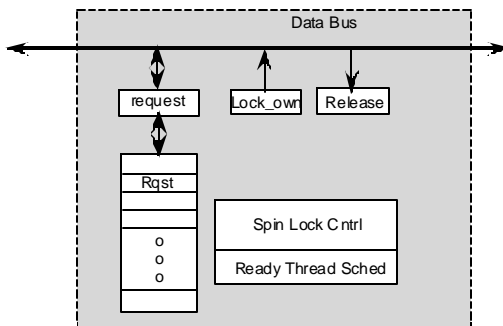 Data Bus
request
Lock_own
Release
Rqst
Spin Lock Cntrl
o
o
o
Ready Thread Sched